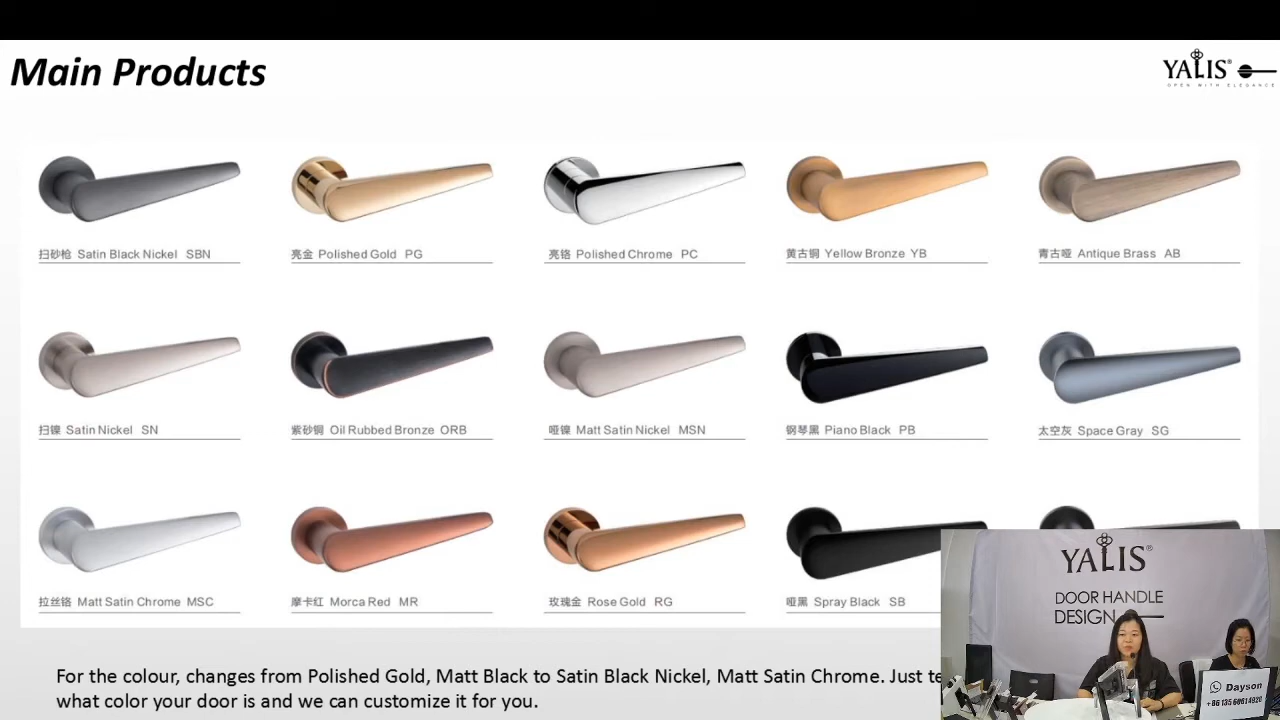 Main Products
YALIS®
OPEN WITH ELEGANCE
扫砂枪 Satin Black Nickel SBN
亮金 Polished Gold PG
亮铬 Polished Chrome PC
黄古铜 Yellow Bronze YB
青古哑 Antique Brass AB
扫镍 Satin Nickel SN
紫砂铜 Oil Rubbed Bronze ORB
哑镍 Matt Satin Nickel MSN
钢琴黑 Piano Black PB
太空灰 Space Gray SG
拉丝铬 Matt Satin Chrome MSC
摩卡红 Morca Red MR
玫瑰金 Rose Gold RG
哑黑 Spray Black SB
For the colour, changes from Polished Gold, Matt Black to Satin Black Nickel, Matt Satin Chrome. Just te
what color your door is and we can customize it for you.
YALIS®
DOOR HANDLE
DESIGN
Dayson
+86 13560614920